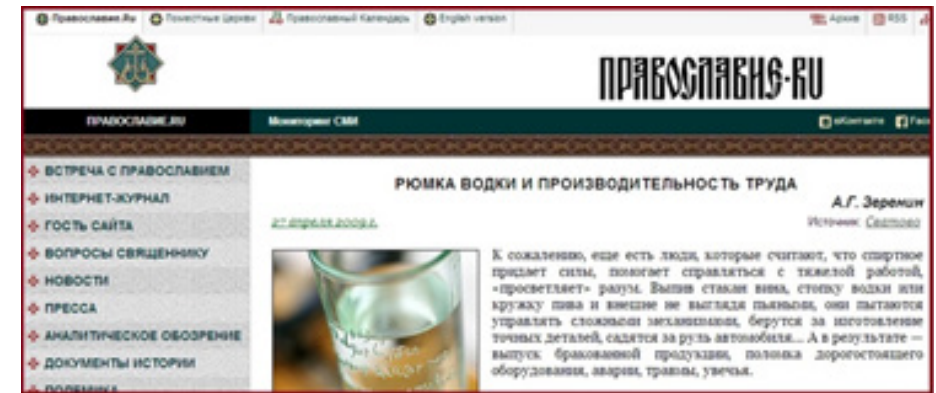 Православие.Ru Поместные Церкви Православный Календарь English version Архив RSS
ПРАВОСЛАВИЕ·RU
ПРАВОСЛАВИЕ.RU Мониторинг СМИ вКонтакте Face
ВСТРЕЧА С ПРАВОСЛАВИЕМ
ИНТЕРНЕТ-ЖУРНАЛ
ГОСТЬ САЙТА
ВОПРОСЫ СВЯЩЕННИКУ
НОВОСТИ
ПРЕССА
АНАЛИТИЧЕСКОЕ ОБОЗРЕНИЕ
ДОКУМЕНТЫ ИСТОРИИ
ПОЛЕМИКА
РЮМКА ВОДКИ И ПРОИЗВОДИТЕЛЬНОСТЬ ТРУДА
А.Г. Зеренин
Источник:
27 апреля 2009 г.
К сожалению, еще есть люди, которые считают, что спиртное
придает силы, помогает справляться с тяжелой работой,
«просветляет» разум. Выпив стакан вина, стопку водки или
кружку пива и внешне не выглядя пьяными, они пытаются
управлять сложными механизмами, берутся за изготовление
точных деталей, садятся за руль автомобиля... А в результате —
выпуск бракованной продукции, поломка дорогостоящего
оборудования, аварии, травмы, увечья.